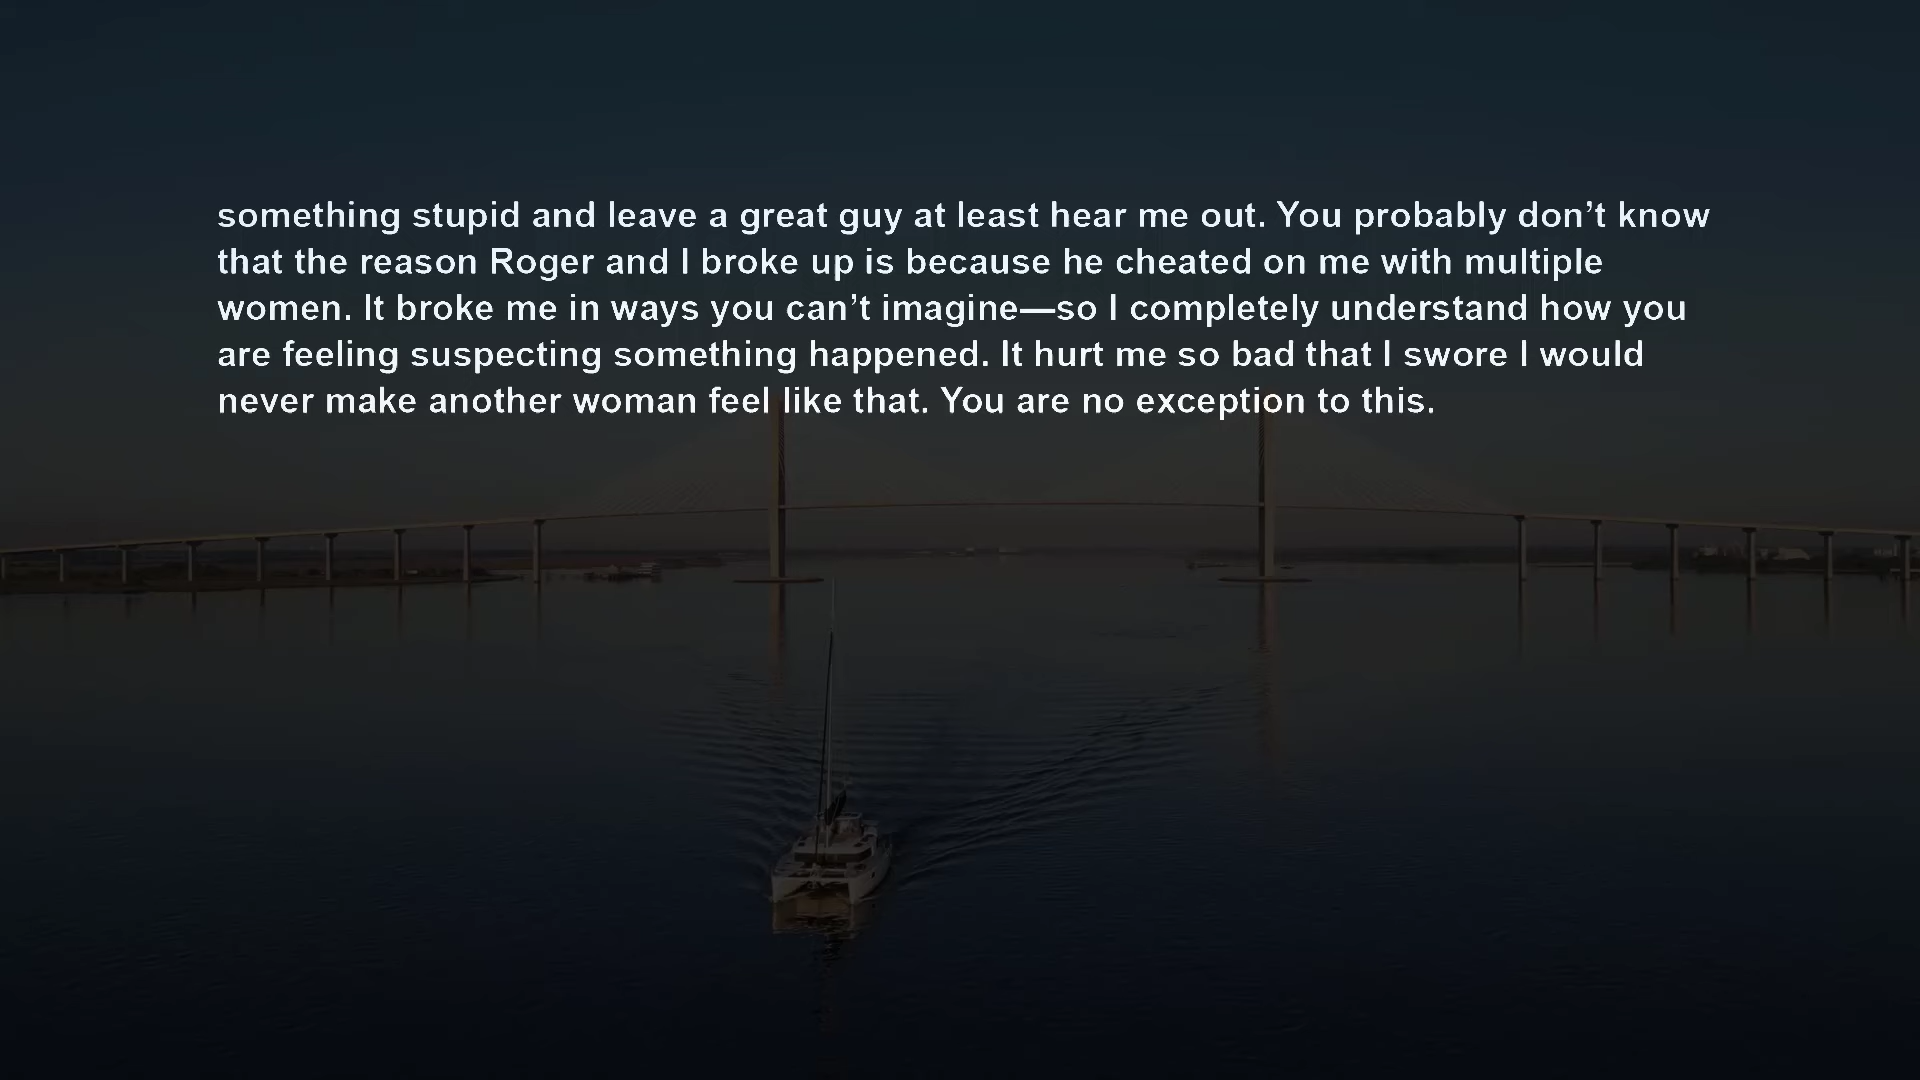 something stupid and leave a great guy at least hear me out. You probably don’t know
that the reason Roger and I broke up is because he cheated on me with multiple
women. It broke me in ways you can’t imagine—so I completely understand how you
are feeling suspecting something happened. It hurt me so bad that I swore I would
never make another woman feel like that. You are no exception to this.